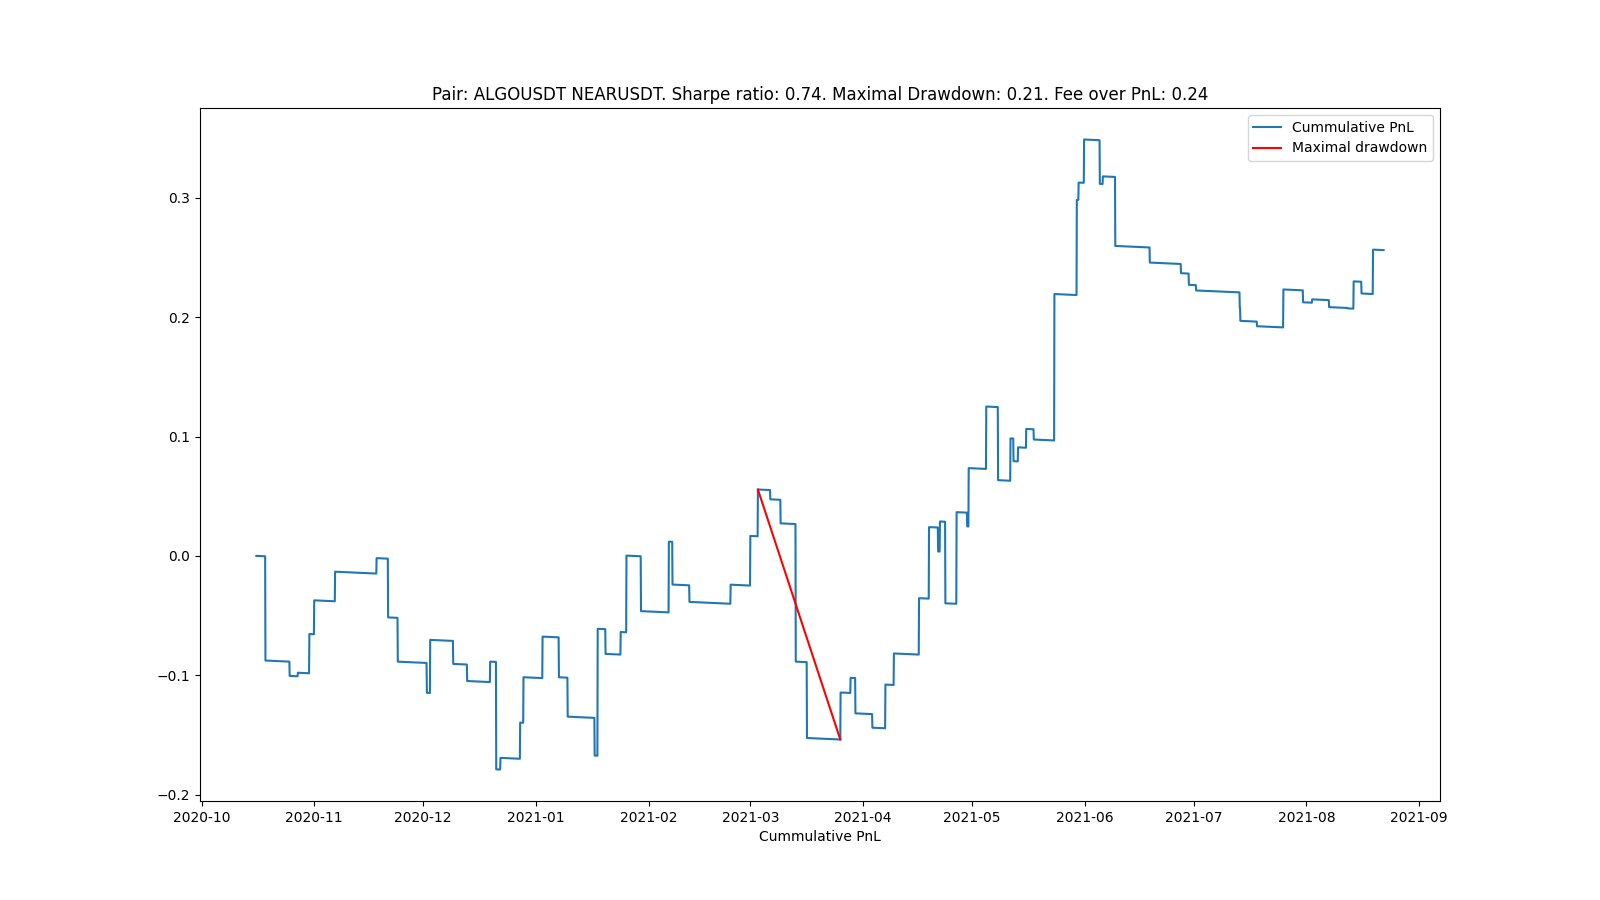 Pair: ALGOUSDT NEARUSDT. Sharpe ratio: 0.74. Maximal Drawdown: 0.21. Fee over PnL: 0.24
Cummulative PnL
Maximal drawdown
0.3
0.2
0.1
0.0
−0.1
−0.2
2020-10 2020-11 2020-12 2021-01 2021-02 2021-03 2021-04 2021-05 2021-06 2021-07 2021-08 2021-09
Cummulative PnL